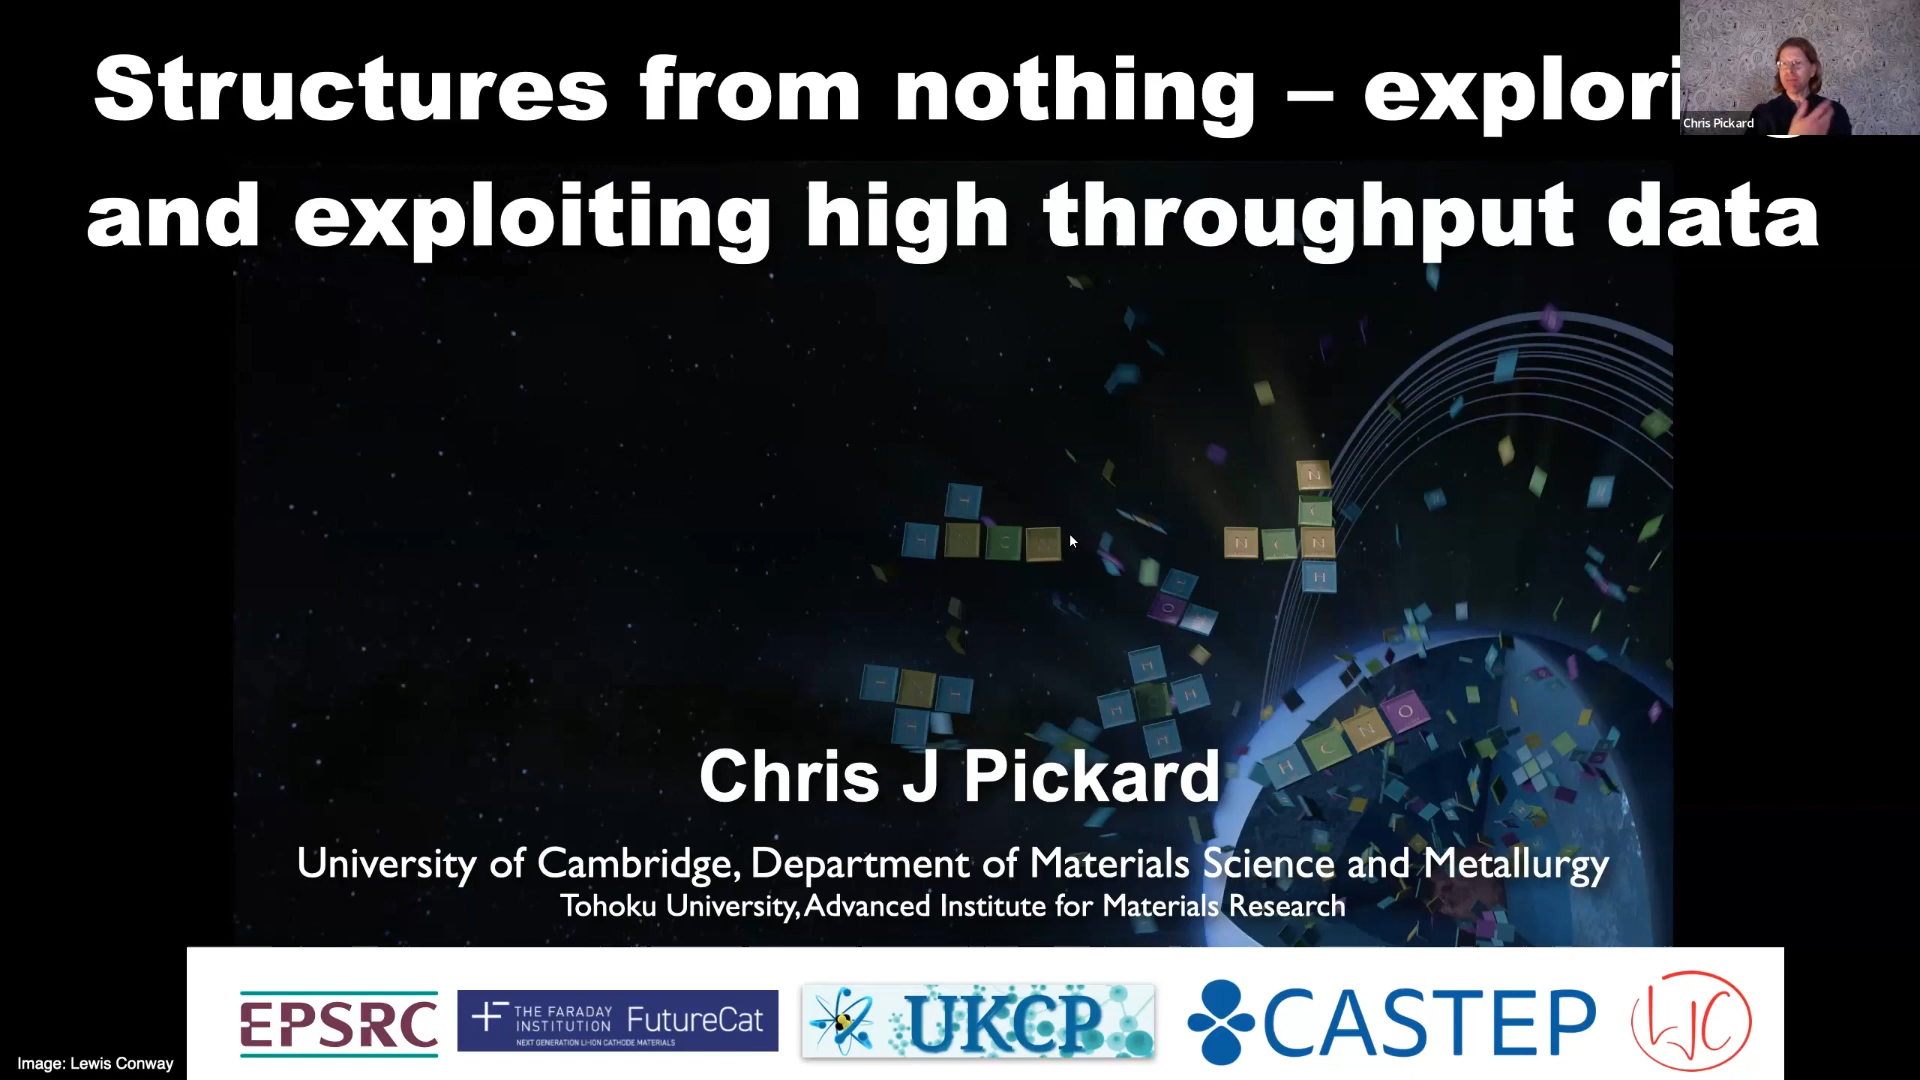 Structures from nothing – explori
Chris Pickard
and exploiting high throughput data
N
C
C
N
C
N
H
O
H
H
H
H
H
C
N
O
Chris J Pickard
University of Cambridge, Department of Materials Science and Metallurgy
Tohoku University, Advanced Institute for Materials Research
EPSRC
THE FARADAY
INSTITUTION
FutureCat
NEXT GENERATION LI-ION CATHODE MATERIALS
UKCP
CASTEP
LJC
Image: Lewis Conway